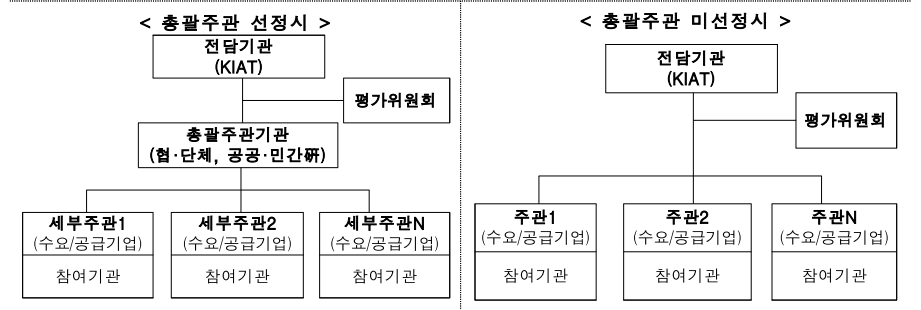 < 총괄주관 선정시 >
전담기관
(KIAT)
평가위원회
총괄주관기관
(협·단체, 공공·민간硏)
세부주관1
(수요/공급기업)
참여기관
세부주관2
(수요/공급기업)
참여기관
세부주관N
(수요/공급기업)
참여기관
< 총괄주관 미선정시 >
전담기관
(KIAT)
평가위원회
주관1
(수요/공급기업)
참여기관
주관2
(수요/공급기업)
참여기관
주관N
(수요/공급기업)
참여기관